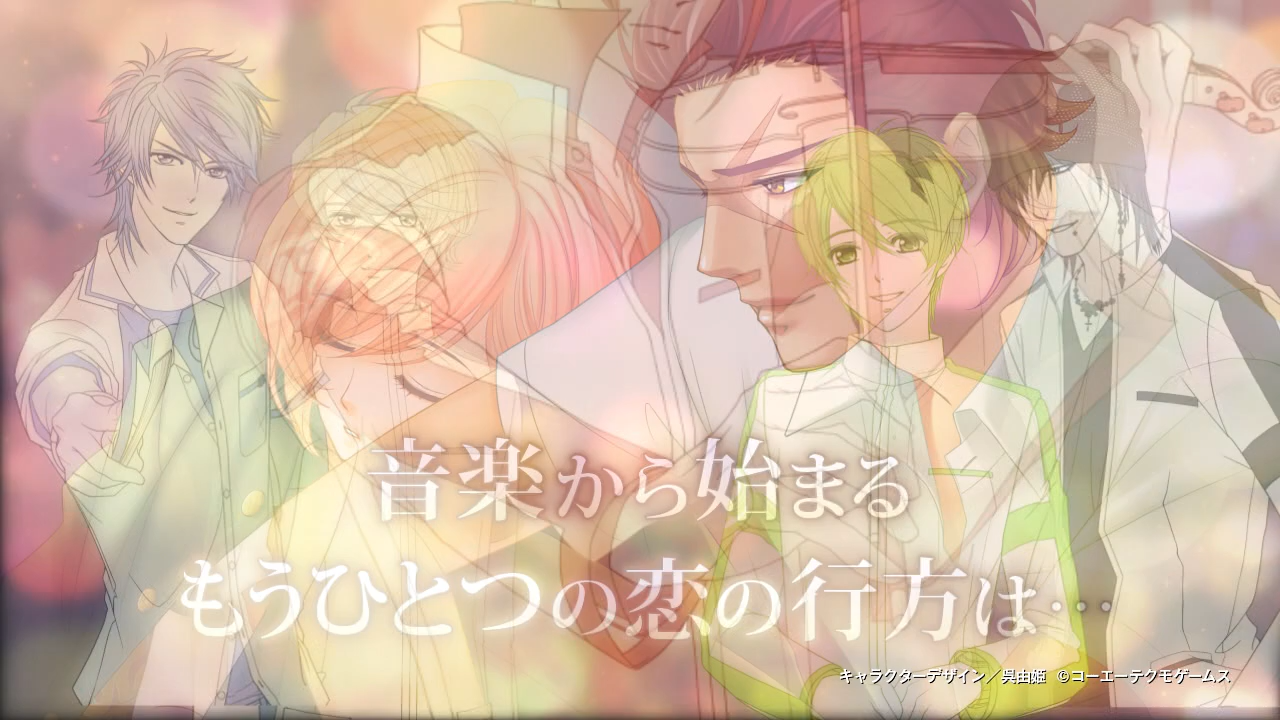 音楽から始まる
もうひとつの恋の行方は…
キャラクターデザイン／呉由姫 ©コーエーテクモゲームス